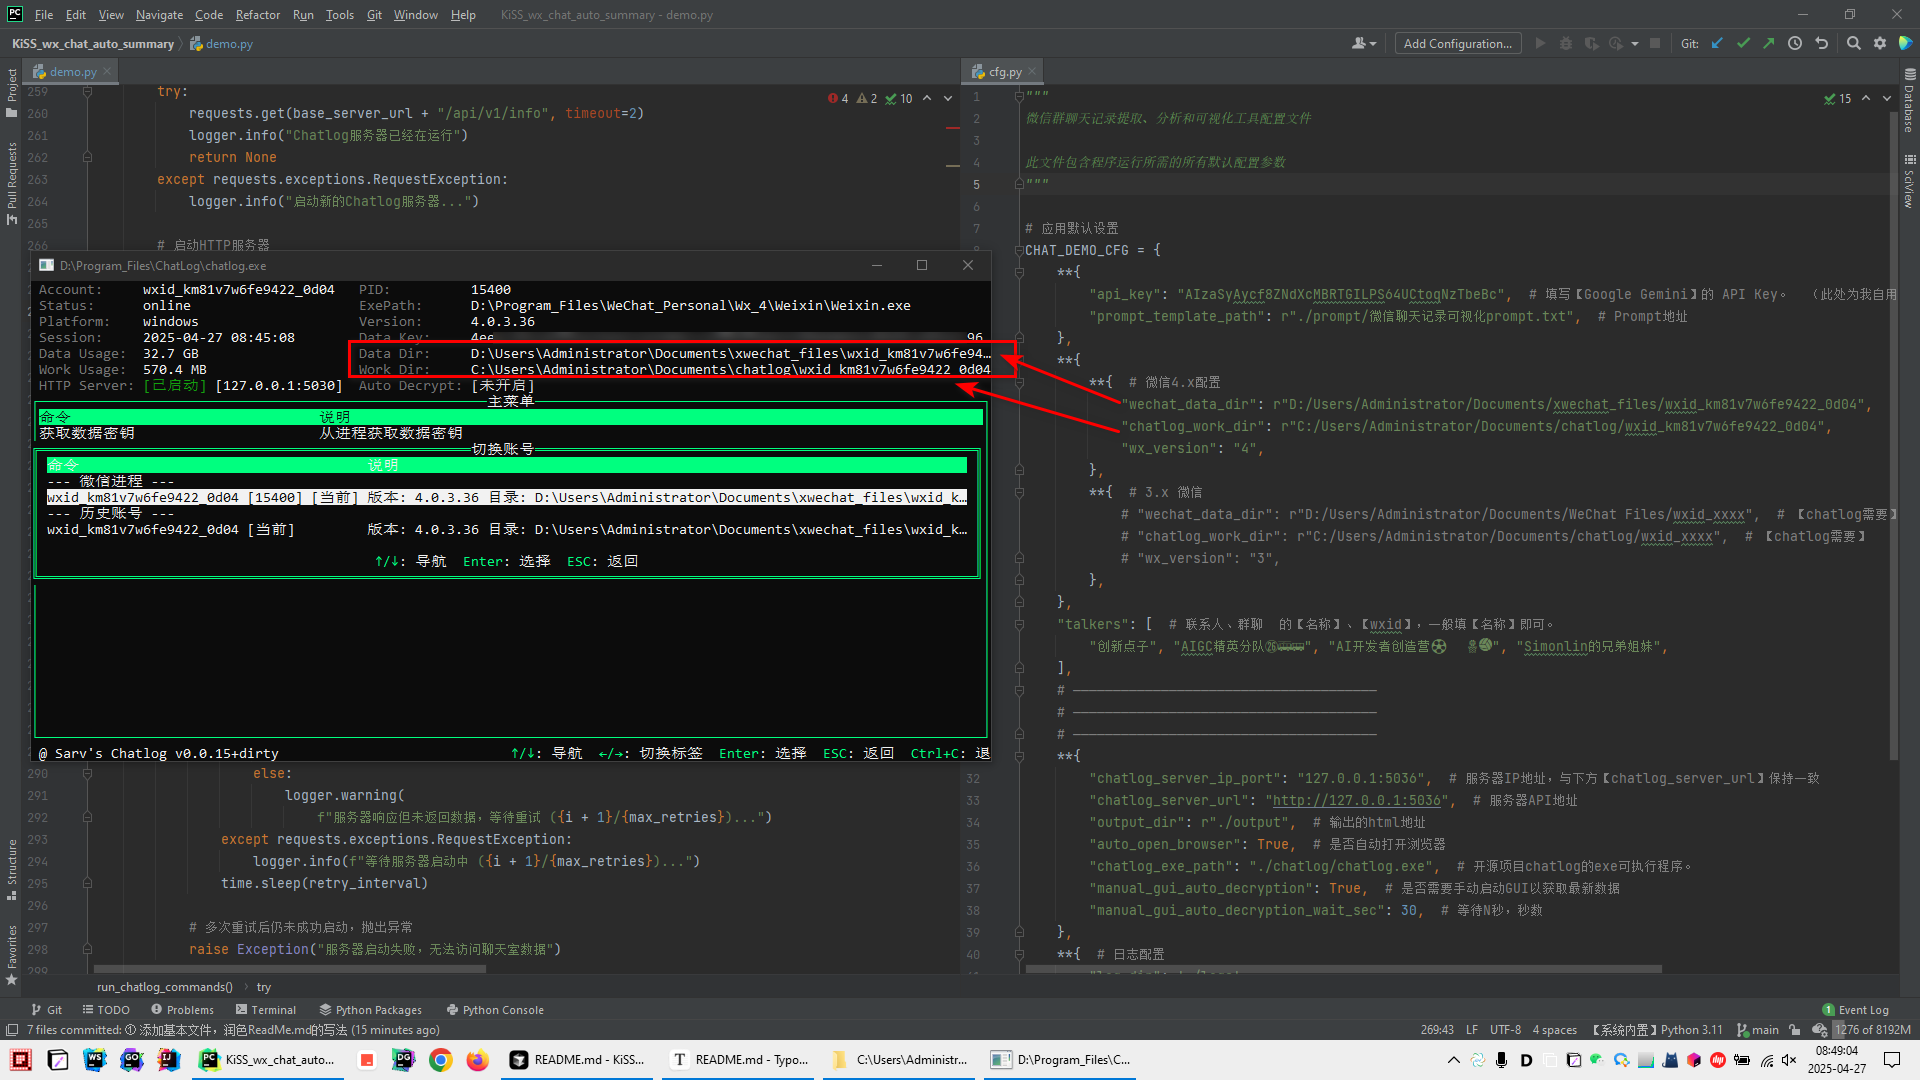 File Edit View Navigate Code Refactor Run Tools Git Window Help KiSS_wx_chat_auto_summary - demo.py
KiSS_wx_chat_auto_summary demo.py
Add Configuration... Git:
demo.py
cfg.py
Project
Pull Requests
Structure
Favorites
Database
SciView
4 2 10
15
259 try:
260 requests.get(base_server_url + "/api/v1/info", timeout=2)
261 logger.info("Chatlog服务器已经在运行")
262 return None
263 except requests.exceptions.RequestException:
264 logger.info("启动新的Chatlog服务器...")
265
266 # 启动HTTP服务器
D:\Program_Files\ChatLog\chatlog.exe
Account: wxid_km81v7w6fe9422_0d04 PID: 15400
Status: online ExePath: D:\Program_Files\WeChat_Personal\Wx_4\Weixin\Weixin.exe
Platform: windows Version: 4.0.3.36
Session: 2025-04-27 08:45:08 Data Key: 4ee 96
Data Usage: 32.7 GB Data Dir: D:\Users\Administrator\Documents\xwechat_files\wxid_km81v7w6fe94…
Work Usage: 570.4 MB Work Dir: C:\Users\Administrator\Documents\chatlog\wxid_km81v7w6fe9422_0d04
HTTP Server: [已启动] [127.0.0.1:5030] Auto Decrypt: [未开启]
主菜单
命令 说明
获取数据密钥 从进程获取数据密钥
切换账号
命令 说明
--- 微信进程 ---
wxid_km81v7w6fe9422_0d04 [15400] [当前] 版本: 4.0.3.36 目录: D:\Users\Administrator\Documents\xwechat_files\wxid_k…
--- 历史账号 ---
wxid_km81v7w6fe9422_0d04 [当前] 版本: 4.0.3.36 目录: D:\Users\Administrator\Documents\xwechat_files\wxid_k…
↑/↓: 导航 Enter: 选择 ESC: 返回
@ Sarv's Chatlog v0.0.15+dirty ↑/↓: 导航 ←/→: 切换标签 Enter: 选择 ESC: 返回 Ctrl+C: 退
290 else:
291 logger.warning(
292 f"服务器响应但未返回数据，等待重试 ({i + 1}/{max_retries})...")
293 except requests.exceptions.RequestException:
294 logger.info(f"等待服务器启动中 ({i + 1}/{max_retries})...")
295 time.sleep(retry_interval)
296
297 # 多次重试后仍未成功启动，抛出异常
298 raise Exception("服务器启动失败，无法访问聊天室数据")
299
run_chatlog_commands() › try
1 """
2 微信群聊天记录提取、分析和可视化工具配置文件
3
4 此文件包含程序运行所需的所有默认配置参数
5 """
6
7 # 应用默认设置
CHAT_DEMO_CFG = {
**{
"api_key": "AIzaSyAycf8ZNdXcMBRTGILPS64UCtoqNzTbeBc", # 填写【Google Gemini】的 API Key。 （此处为我自用
"prompt_template_path": r"./prompt/微信聊天记录可视化prompt.txt", # Prompt地址
},
**{
**{ # 微信4.x配置
"wechat_data_dir": r"D:/Users/Administrator/Documents/xwechat_files/wxid_km81v7w6fe9422_0d04",
"chatlog_work_dir": r"C:/Users/Administrator/Documents/chatlog/wxid_km81v7w6fe9422_0d04",
"wx_version": "4",
},
**{ # 3.x 微信
# "wechat_data_dir": r"D:/Users/Administrator/Documents/WeChat Files/wxid_xxxx", # 【chatlog需要】
# "chatlog_work_dir": r"C:/Users/Administrator/Documents/chatlog/wxid_xxxx", # 【chatlog需要】
# "wx_version": "3",
},
},
"talkers": [ # 联系人、群聊 的【名称】、【wxid】，一般填【名称】即可。
"创新点子", "AIGC精英分队", "AI开发者创造营⚽", "Simonlin的兄弟姐妹",
],
# ——————————————————————
# ——————————————————————
# ——————————————————————
**{
32 "chatlog_server_ip_port": "127.0.0.1:5036", # 服务器IP地址，与下方【chatlog_server_url】保持一致
33 "chatlog_server_url": "http://127.0.0.1:5036", # 服务器API地址
34 "output_dir": r"./output", # 输出的html地址
35 "auto_open_browser": True, # 是否自动打开浏览器
36 "chatlog_exe_path": "./chatlog/chatlog.exe", # 开源项目chatlog的exe可执行程序。
37 "manual_gui_auto_decryption": True, # 是否需要手动启动GUI以获取最新数据
38 "manual_gui_auto_decryption_wait_sec": 30, # 等待N秒，秒数
39 },
40 **{ # 日志配置
Git TODO Problems Terminal Python Packages Python Console 1 Event Log
7 files committed: ① 添加基本文件，润色ReadMe.md的写法 (15 minutes ago) 269:43 LF UTF-8 4 spaces 【系统内置】Python 3.11 main 1276 of 8192M
KiSS_wx_chat_auto... README.md - KiSS... README.md - Typo... C:\Users\Administr... D:\Program_Files\C...
08:49:04
2025-04-27